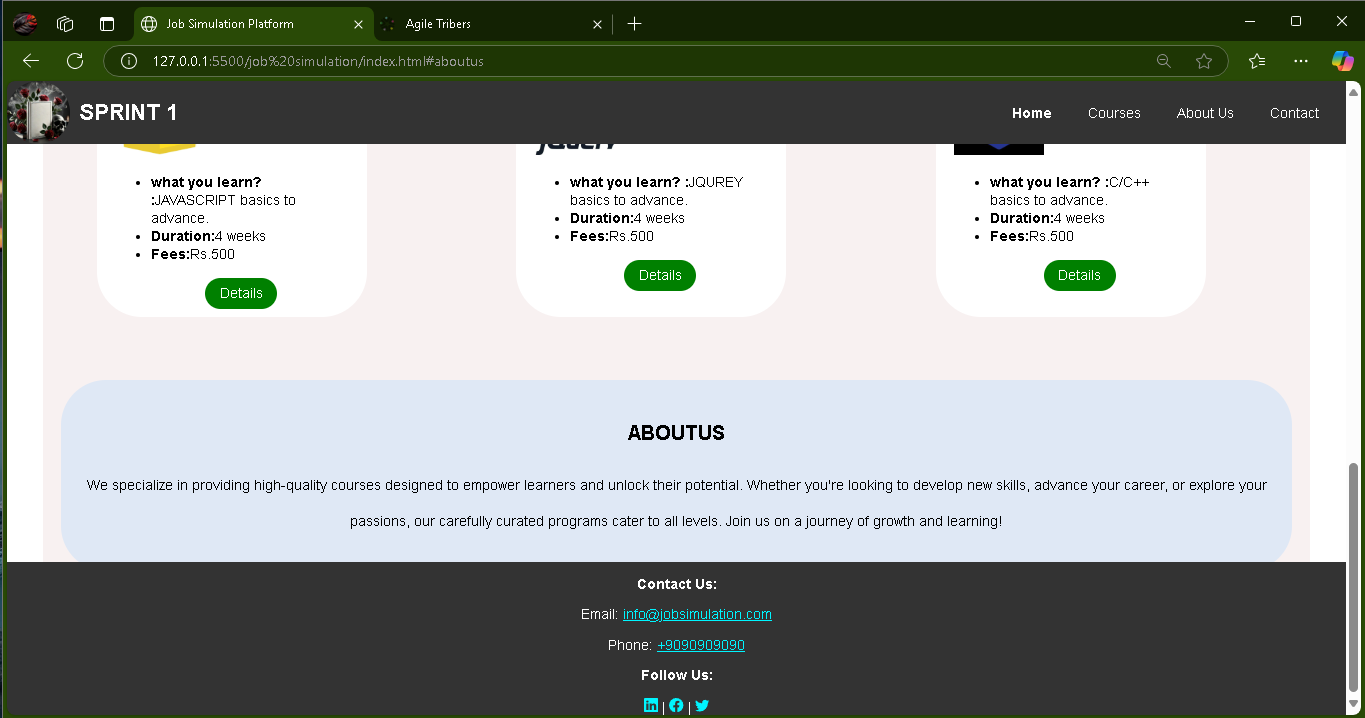 Job Simulation Platform
Agile Tribers
127.0.0.1:5500/job%20simulation/index.html#aboutus
SPRINT 1
Home
Courses
About Us
Contact
what you learn?
:JAVASCRIPT basics to
advance.
Duration:4 weeks
Fees:Rs.500
Details
what you learn? :JQUREY
basics to advance.
Duration:4 weeks
Fees:Rs.500
Details
what you learn? :C/C++
basics to advance.
Duration:4 weeks
Fees:Rs.500
Details
ABOUTUS
We specialize in providing high-quality courses designed to empower learners and unlock their potential. Whether you're looking to develop new skills, advance your career, or explore your
passions, our carefully curated programs cater to all levels. Join us on a journey of growth and learning!
Contact Us:
Email: info@jobsimulation.com
Phone: +9090909090
Follow Us:
| |